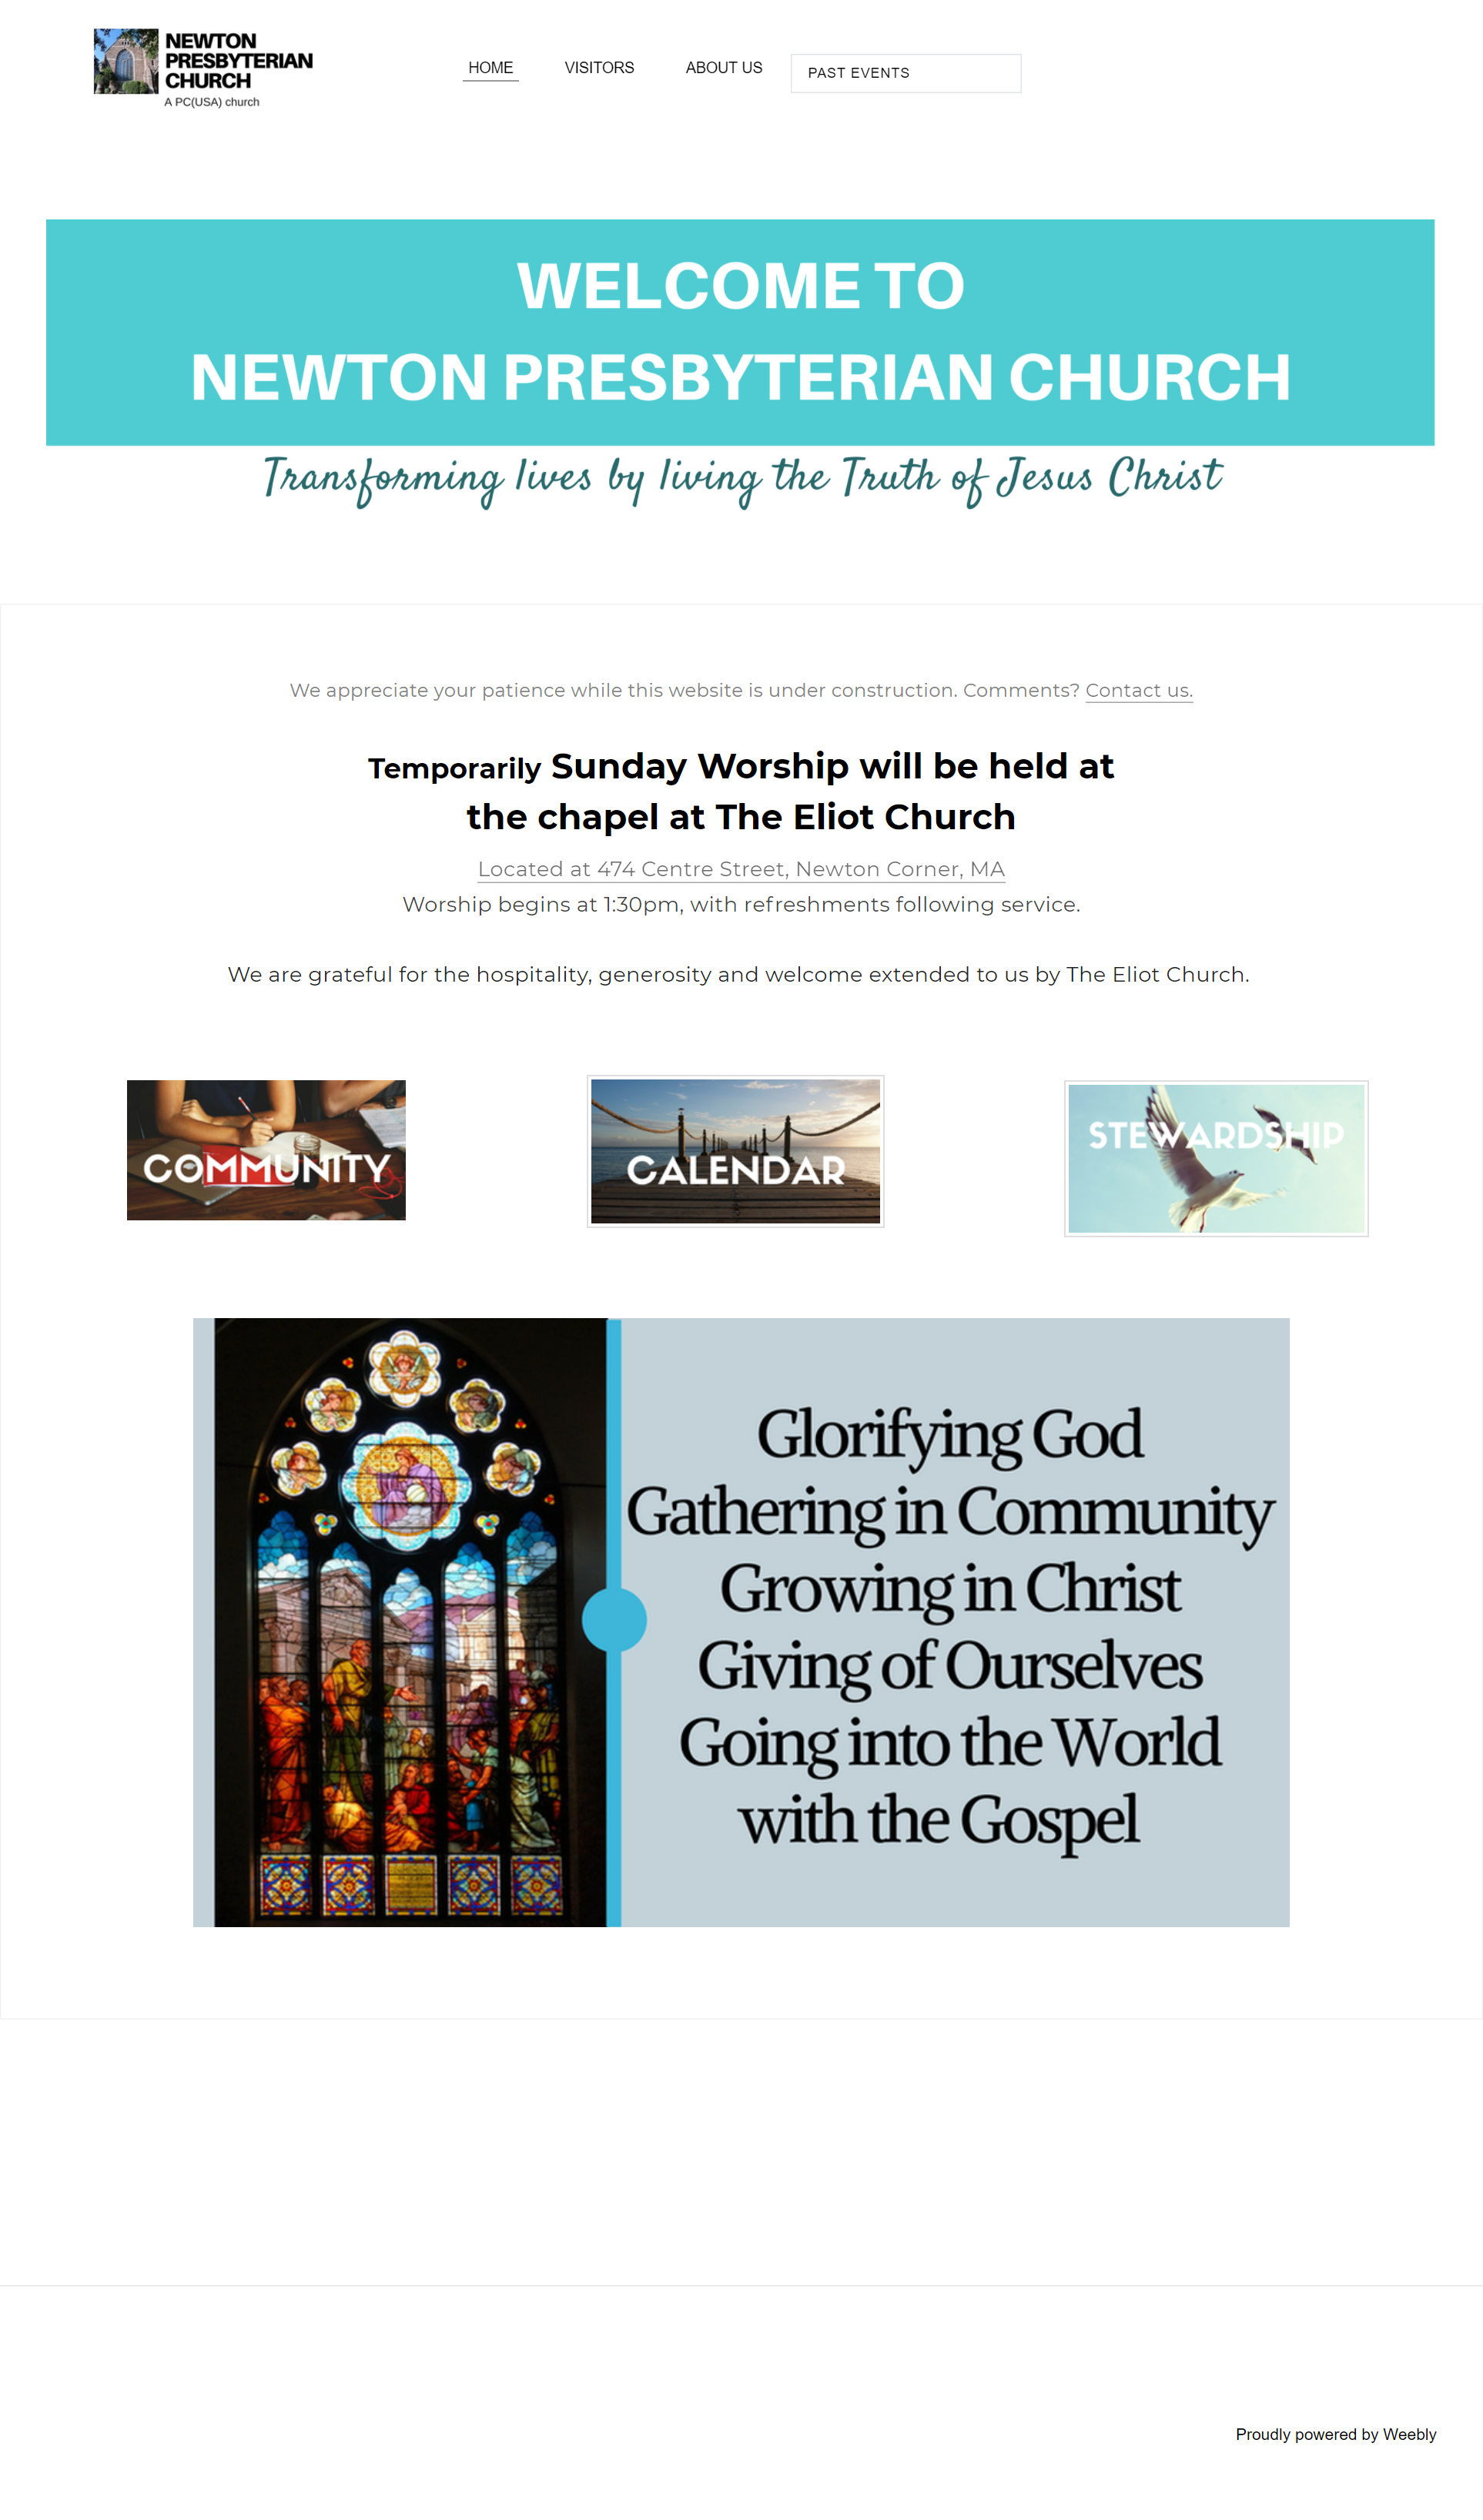 NEWTON
PRESBYTERIAN
CHURCH
A PC(USA) church
HOME
VISITORS
ABOUT US
PAST EVENTS
WELCOME TO
NEWTON PRESBYTERIAN CHURCH
Transforming lives by living the Truth of Jesus Christ
We appreciate your patience while this website is under construction. Comments? Contact us.
Temporarily Sunday Worship will be held at
the chapel at The Eliot Church
Located at 474 Centre Street, Newton Corner, MA
Worship begins at 1:30pm, with refreshments following service.
We are grateful for the hospitality, generosity and welcome extended to us by The Eliot Church.
COMMUNITY
CALENDAR
STEWARDSHIP
Glorifying God
Gathering in Community
Growing in Christ
Giving of Ourselves
Going into the World
with the Gospel
Proudly powered by Weebly